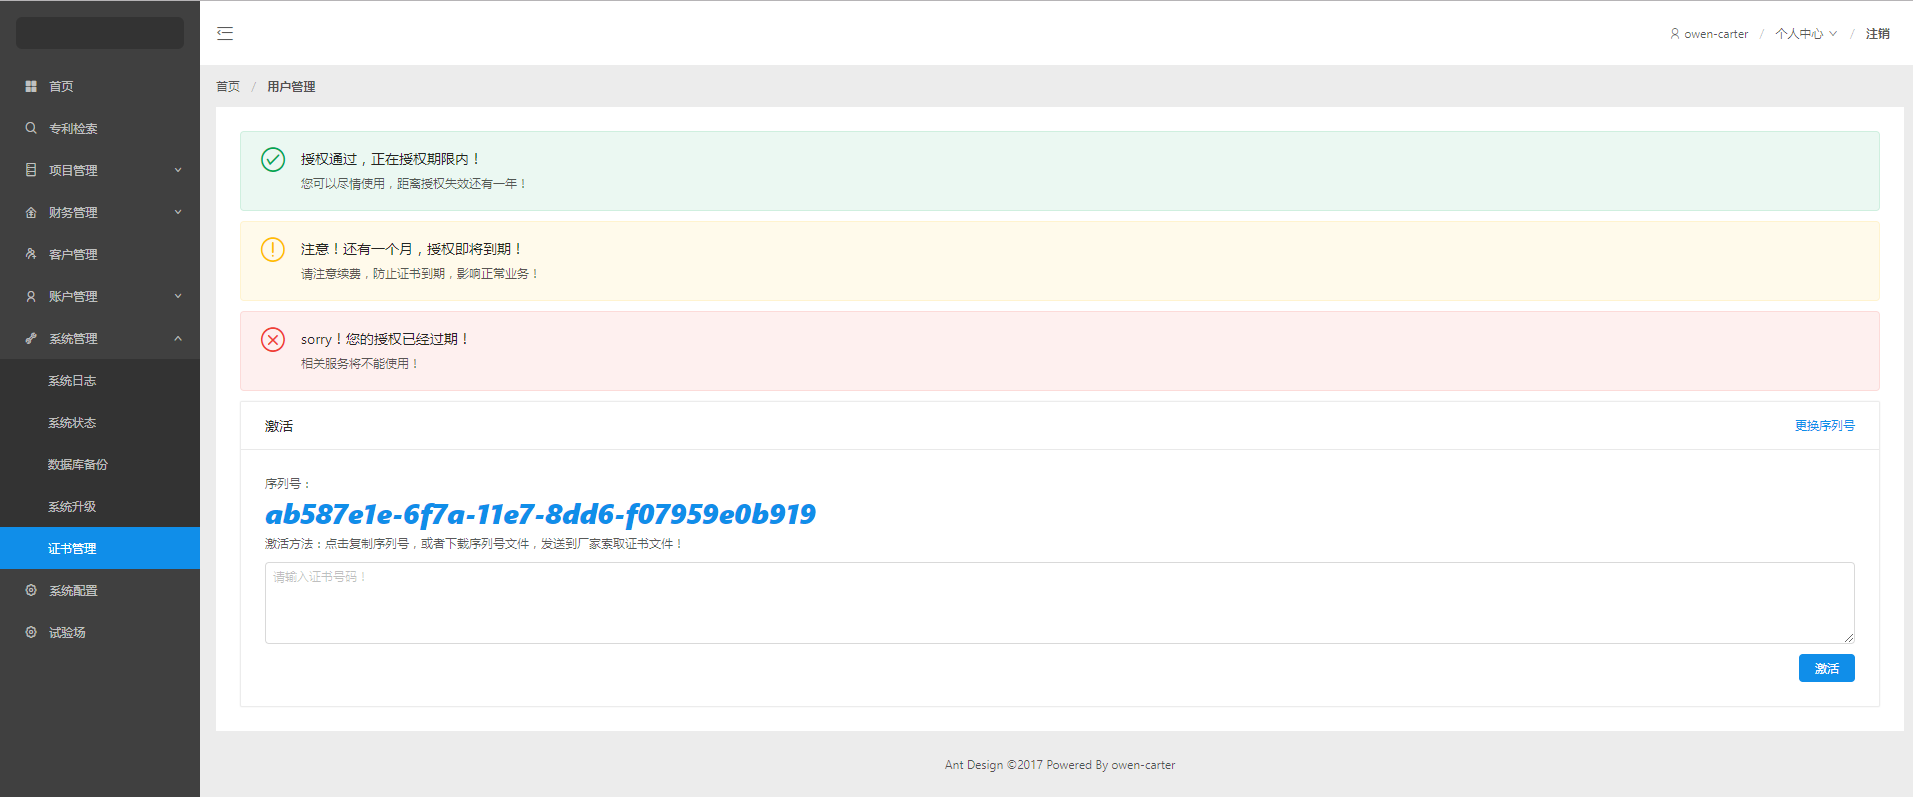 owen-carter / 个人中心 / 注销
首页
专利检索
项目管理
财务管理
客户管理
账户管理
系统管理
系统日志
系统状态
数据库备份
系统升级
证书管理
系统配置
试验场
首页 / 用户管理
授权通过，正在授权期限内！
您可以尽情使用，距离授权失效还有一年！
注意！还有一个月，授权即将到期！
请注意续费，防止证书到期，影响正常业务！
sorry！您的授权已经过期！
相关服务将不能使用！
激活
更换序列号
序列号：
ab587e1e-6f7a-11e7-8dd6-f07959e0b919
激活方法：点击复制序列号，或者下载序列号文件，发送到厂家索取证书文件！
请输入证书号码！
激活
Ant Design ©2017 Powered By owen-carter